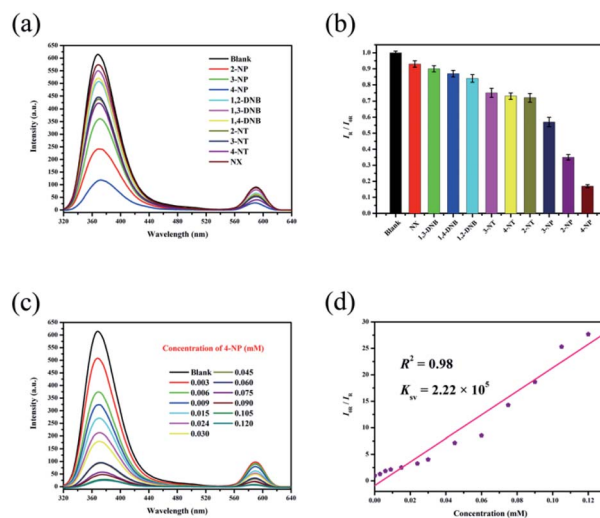 (a)
650
600
550
500
450
400
350
300
250
200
150
100
50
0
320 360 400 440 480 520 560 600 640
Wavelength (nm)
Intensity (a.u.)
Blank
2-NP
3-NP
4-NP
1,2-DNB
1,3-DNB
1,4-DNB
2-NT
3-NT
4-NT
NX
(b)
1.0
0.9
0.8
0.7
0.6
0.5
0.4
0.3
0.2
0.1
0.0
Blank NX 1,3-DNB 1,4-DNB 1,2-DNB 3-NT 4-NT 2-NT 3-NP 2-NP 4-NP
(c)
650
600
550
500
450
400
350
300
250
200
150
100
50
0
320 360 400 440 480 520 560 600 640
Wavelength (nm)
Intensity (a.u.)
Concentration of 4-NP (mM)
Blank 0.045
0.003 0.060
0.006 0.075
0.009 0.090
0.015 0.105
0.024 0.120
0.030
(d)
35
30
25
20
15
10
5
0
0.00 0.02 0.04 0.06 0.08 0.10 0.12
Concentration (mM)
R² = 0.98
Ksv = 2.22 × 10⁵